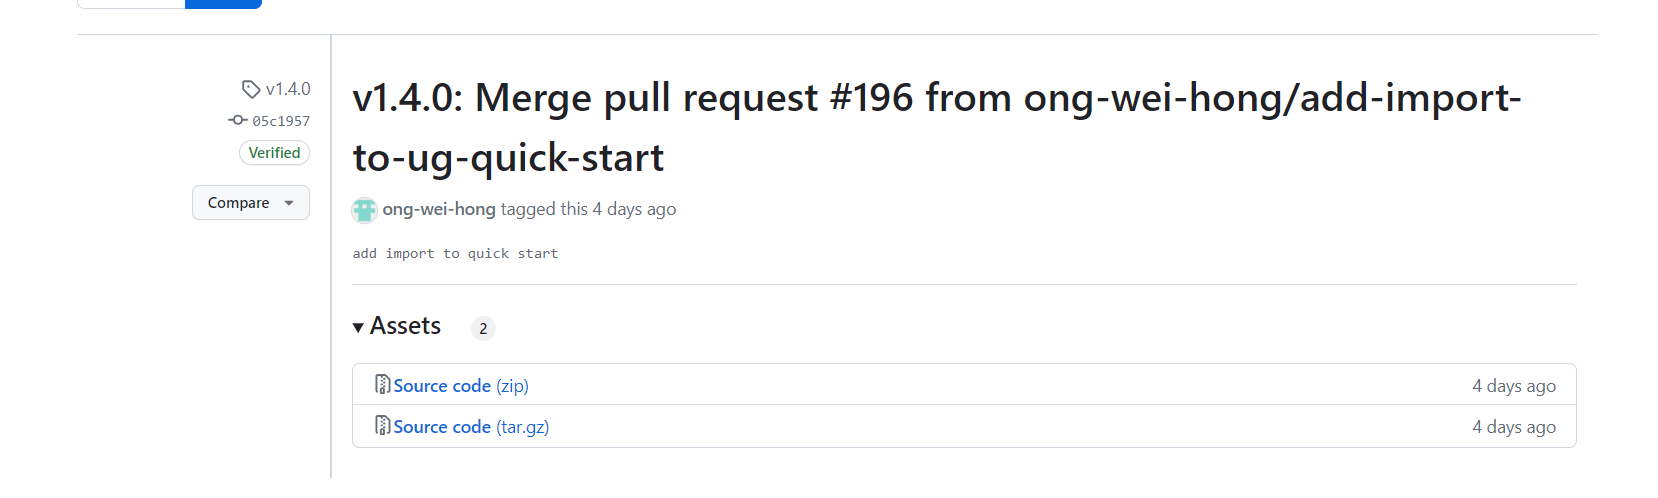 v1.4.0
05c1957
Verified
Compare
v1.4.0: Merge pull request #196 from ong-wei-hong/add-import-
to-ug-quick-start
ong-wei-hong tagged this 4 days ago
add import to quick start
Assets 2
Source code (zip) 4 days ago
Source code (tar.gz) 4 days ago